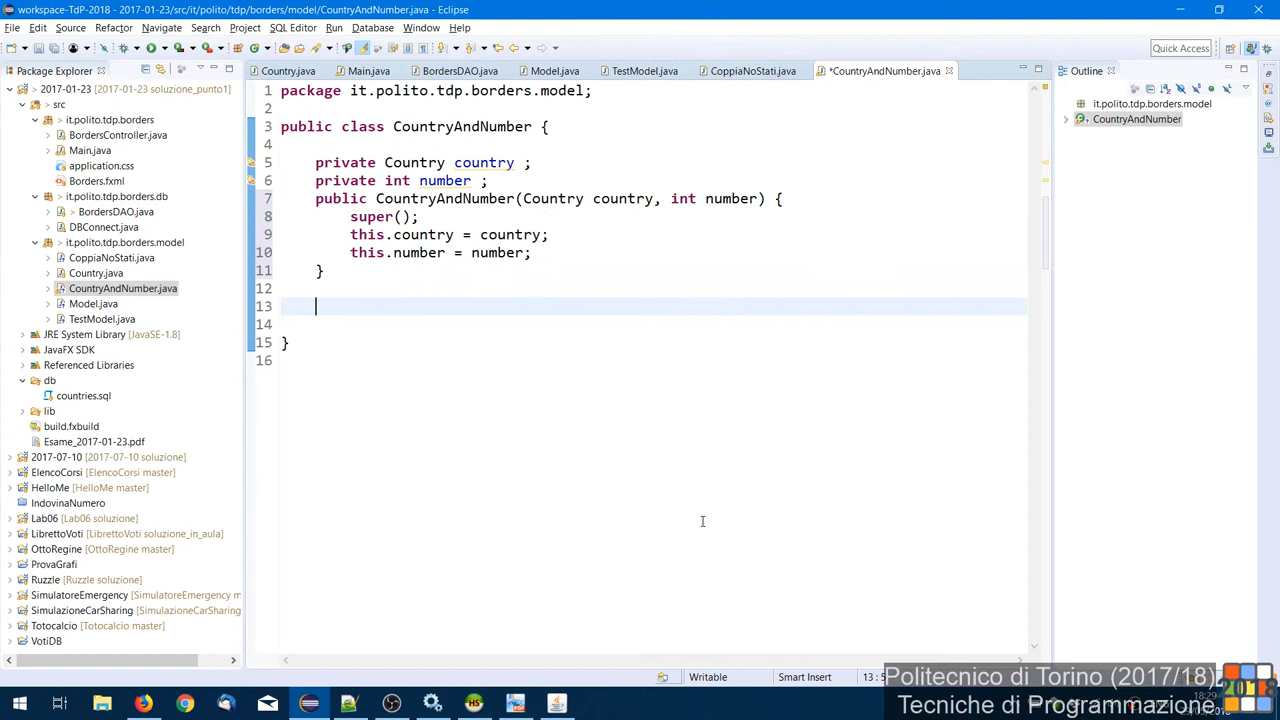 workspace-TdP-2018 - 2017-01-23/src/it/polito/tdp/borders/model/CountryAndNumber.java - Eclipse
File Edit Source Refactor Navigate Search Project SQL Editor Run Database Window Help
Quick Access
Package Explorer
Country.java
Main.java
BordersDAO.java
Model.java
TestModel.java
CoppiaNoStati.java
*CountryAndNumber.java
Outline
2017-01-23 [2017-01-23 soluzione_punto1]
> src
> it.polito.tdp.borders
BordersController.java
Main.java
application.css
Borders.fxml
> it.polito.tdp.borders.db
> BordersDAO.java
DBConnect.java
> it.polito.tdp.borders.model
CoppiaNoStati.java
Country.java
CountryAndNumber.java
Model.java
TestModel.java
JRE System Library [JavaSE-1.8]
JavaFX SDK
Referenced Libraries
db
countries.sql
lib
build.fxbuild
Esame_2017-01-23.pdf
2017-07-10 [2017-07-10 soluzione]
ElencoCorsi [ElencoCorsi master]
HelloMe [HelloMe master]
IndovinaNumero
Lab06 [Lab06 soluzione]
LibrettoVoti [LibrettoVoti soluzione_in_aula]
OttoRegine [OttoRegine master]
ProvaGrafi
Ruzzle [Ruzzle soluzione]
SimulatoreEmergency [SimulatoreEmergency m
SimulazioneCarSharing [SimulazioneCarSharing
Totocalcio [Totocalcio master]
VotiDB
1 package it.polito.tdp.borders.model;
2
3 public class CountryAndNumber {
4
5 private Country country ;
6 private int number ;
7 public CountryAndNumber(Country country, int number) {
8 super();
9 this.country = country;
10 this.number = number;
11 }
12
13
14
15 }
16
it.polito.tdp.borders.model
CountryAndNumber
Writable
Smart Insert
13 : 5
Politecnico di Torino (2017/18)
Tecniche di Programmazione
2018
18:29